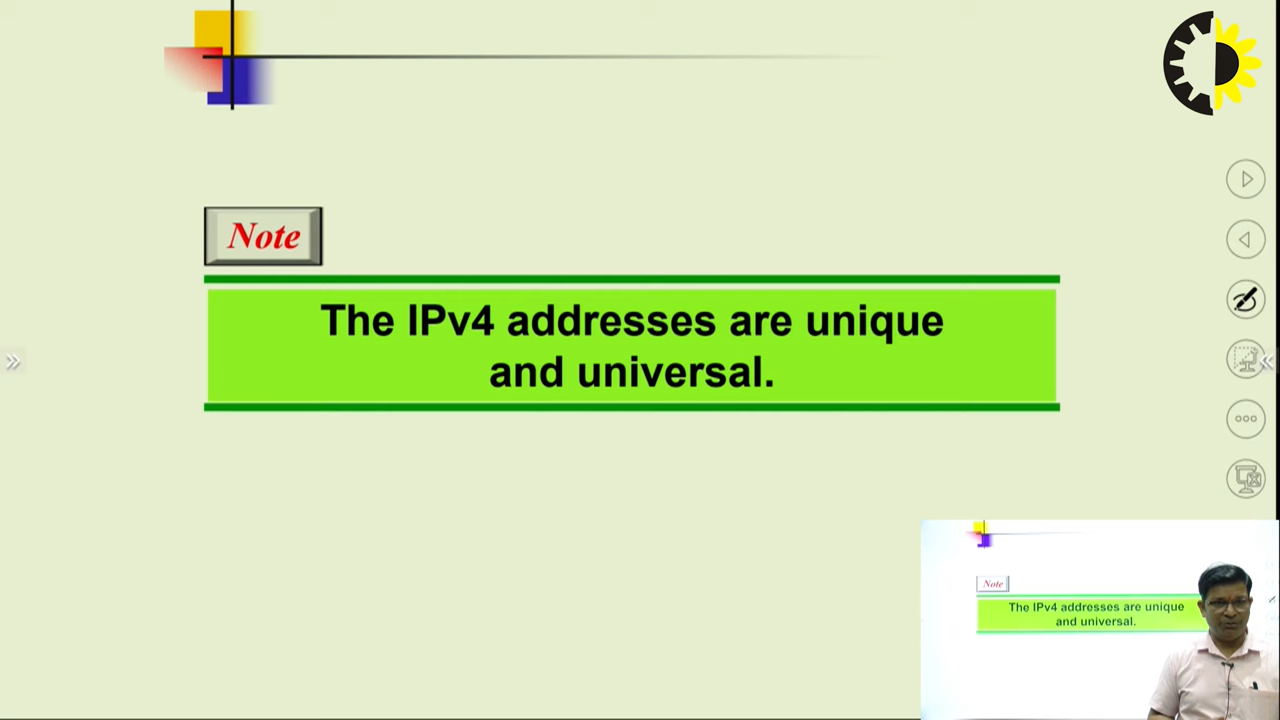 Note
The IPv4 addresses are unique
and universal.
Note
The IPv4 addresses are unique
and universal.